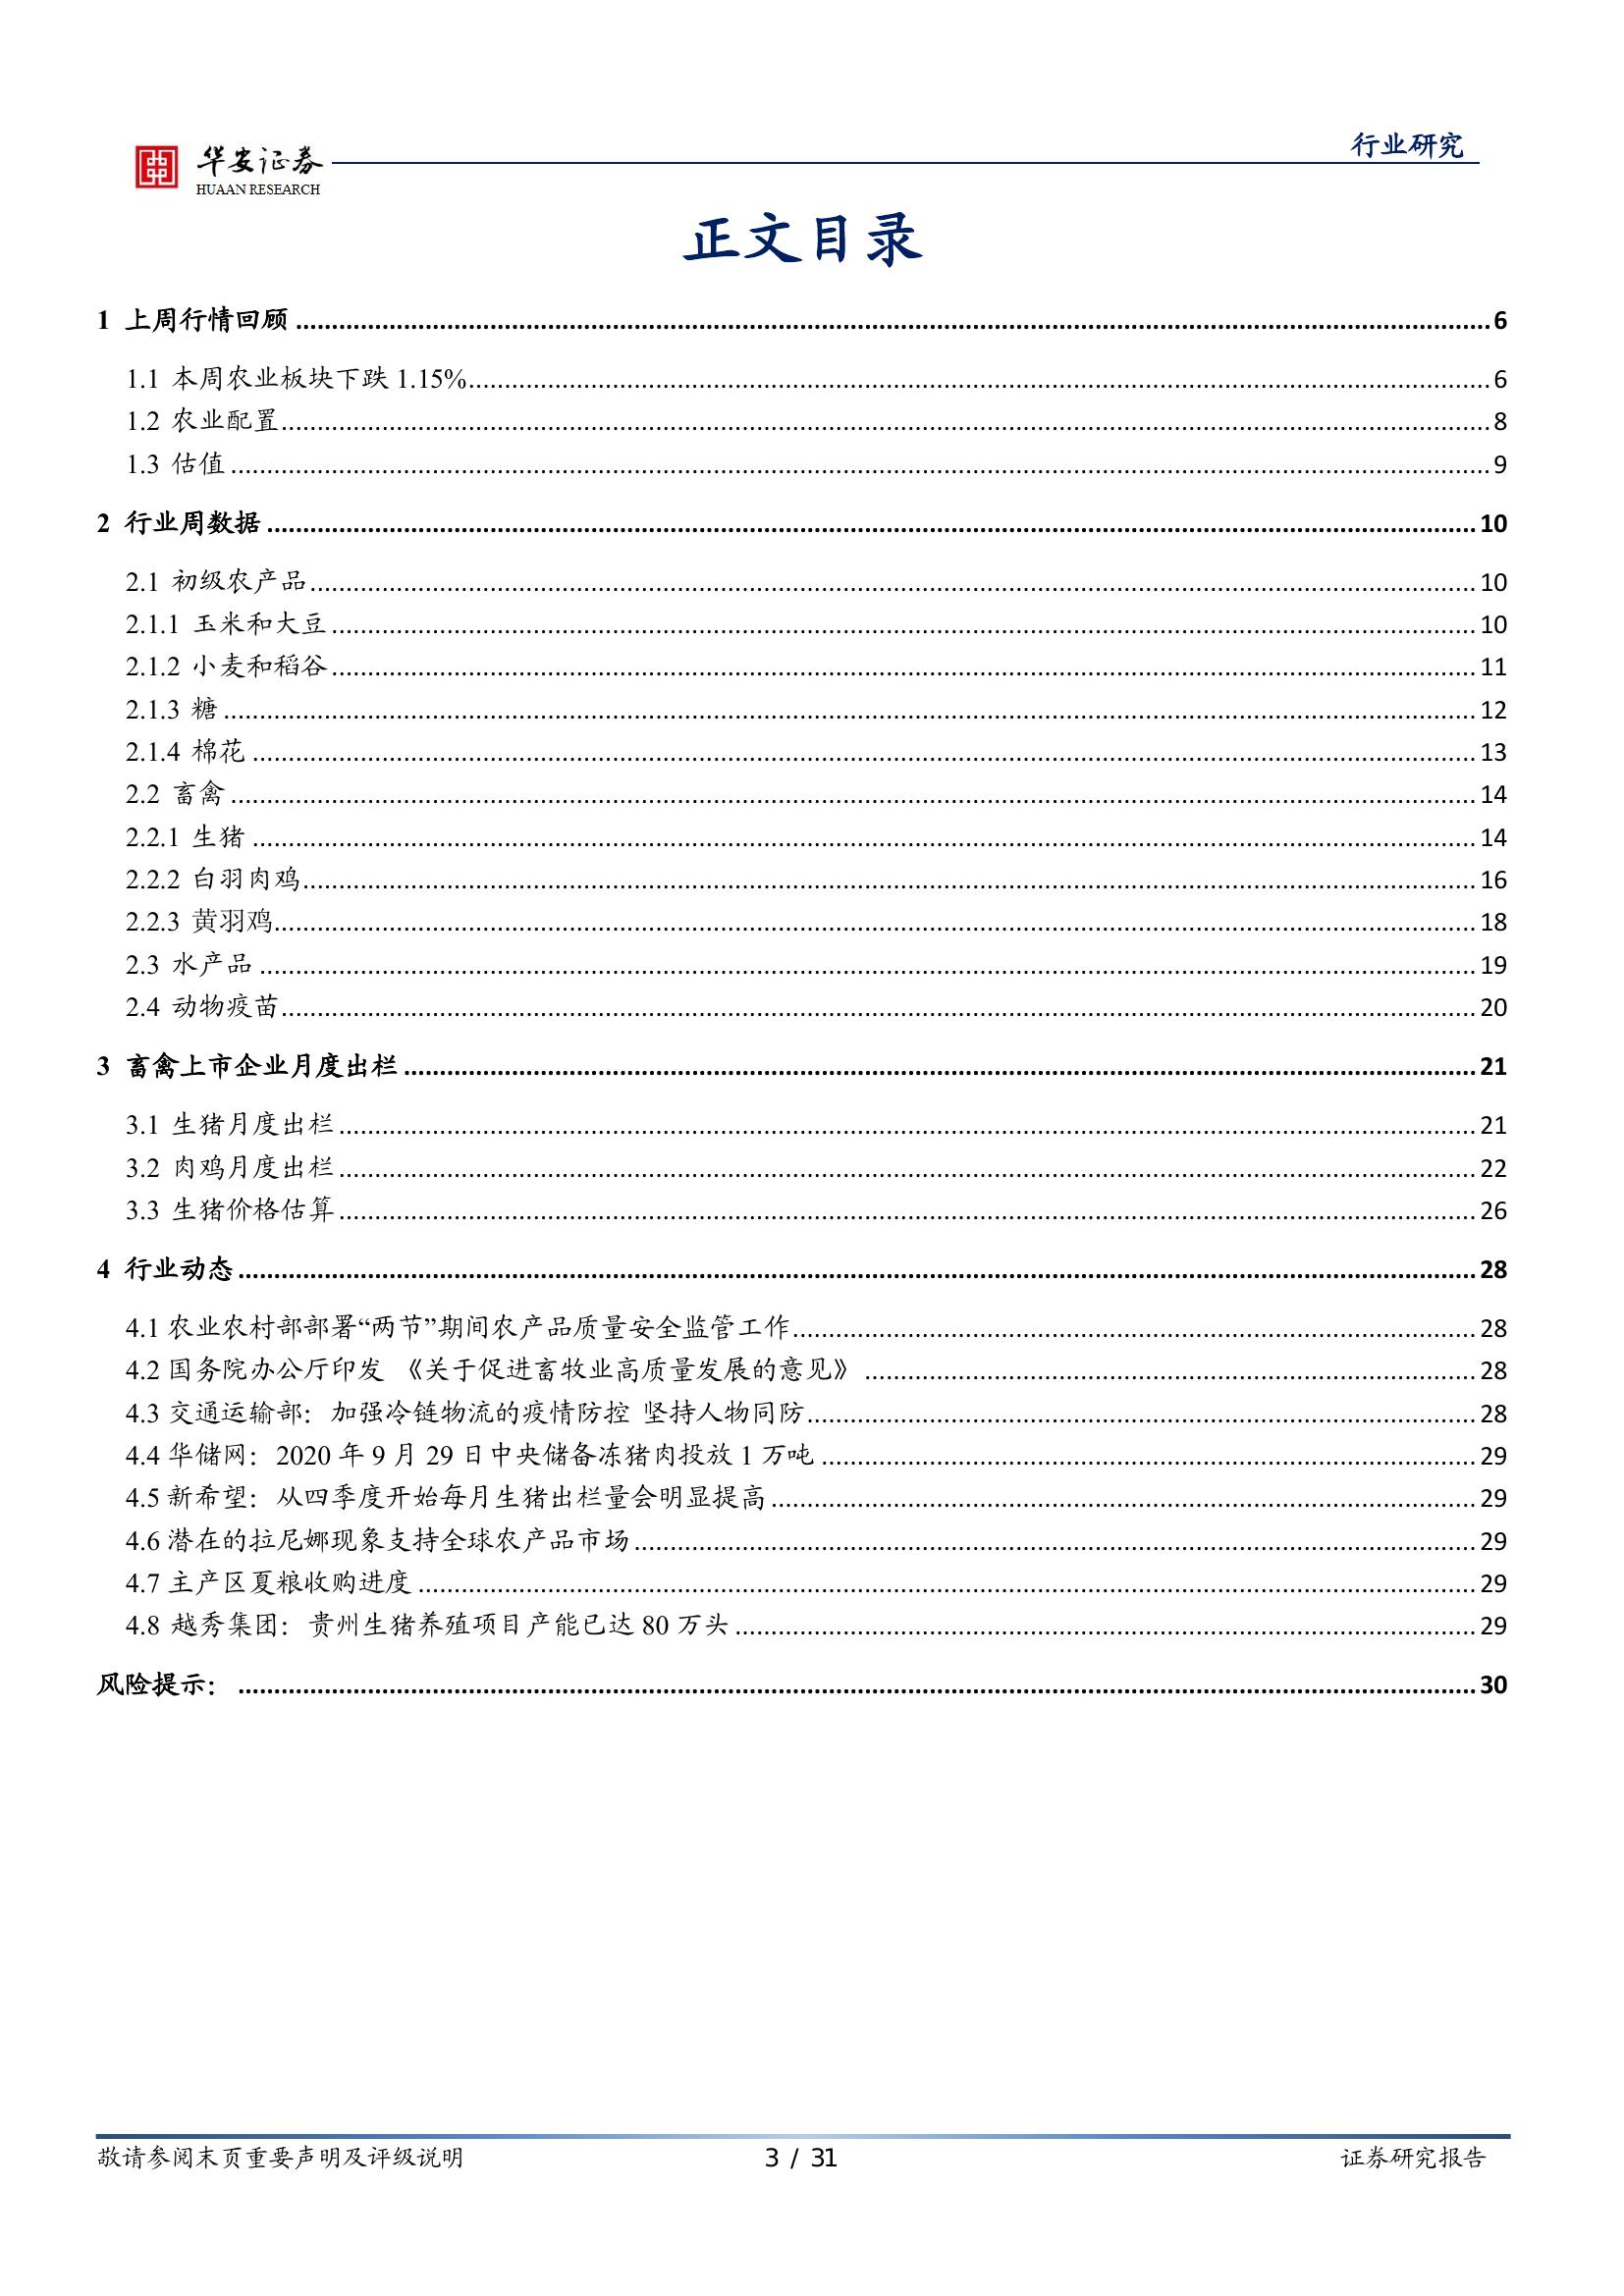 华安证券
HUAAN RESEARCH
行业研究
正文目录
1 上周行情回顾 6
1.1 本周农业板块下跌 1.15% 6
1.2 农业配置 8
1.3 估值 9
2 行业周数据 10
2.1 初级农产品 10
2.1.1 玉米和大豆 10
2.1.2 小麦和稻谷 11
2.1.3 糖 12
2.1.4 棉花 13
2.2 畜禽 14
2.2.1 生猪 14
2.2.2 白羽肉鸡 16
2.2.3 黄羽鸡 18
2.3 水产品 19
2.4 动物疫苗 20
3 畜禽上市企业月度出栏 21
3.1 生猪月度出栏 21
3.2 肉鸡月度出栏 22
3.3 生猪价格估算 26
4 行业动态 28
4.1 农业农村部部署“两节”期间农产品质量安全监管工作 28
4.2 国务院办公厅印发 《关于促进畜牧业高质量发展的意见》 28
4.3 交通运输部：加强冷链物流的疫情防控 坚持人物同防 28
4.4 华储网：2020 年 9 月 29 日中央储备冻猪肉投放 1 万吨 29
4.5 新希望：从四季度开始每月生猪出栏量会明显提高 29
4.6 潜在的拉尼娜现象支持全球农产品市场 29
4.7 主产区夏粮收购进度 29
4.8 越秀集团：贵州生猪养殖项目产能已达 80 万头 29
风险提示： 30
敬请参阅末页重要声明及评级说明
3 / 31
证券研究报告